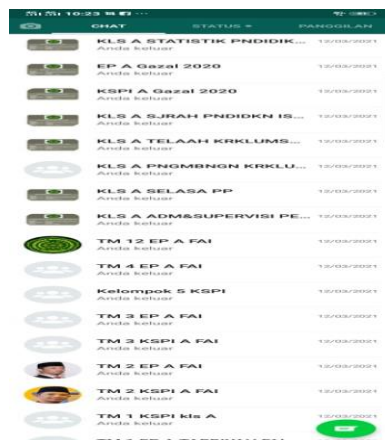 10:23
CHAT STATUS PANGGILAN
KLS A STATISTIK PNDIDIK... 12/03/2021
Anda keluar
EP A Gazal 2020 12/03/2021
Anda keluar
KSPI A Gazal 2020 12/03/2021
Anda keluar
KLS A SJRAH PNDIDKN IS... 12/03/2021
Anda keluar
KLS A TELAAH KRKLUMS... 12/03/2021
Anda keluar
KLS A PNGMBNGN KRKLU... 12/03/2021
Anda keluar
KLS A SELASA PP 12/03/2021
Anda keluar
KLS A ADM&SUPERVISI PE... 12/03/2021
Anda keluar
TM 12 EP A FAI 12/03/2021
Anda keluar
TM 4 EP A FAI 12/03/2021
Anda keluar
Kelompok 5 KSPI 12/03/2021
Anda keluar
TM 3 EP A FAI 12/03/2021
Anda keluar
TM 3 KSPI A FAI 12/03/2021
Anda keluar
TM 2 EP A FAI 12/03/2021
Anda keluar
TM 2 KSPI A FAI 12/03/2021
Anda keluar
TM 1 KSPI kls A 12/03/2021
Anda keluar